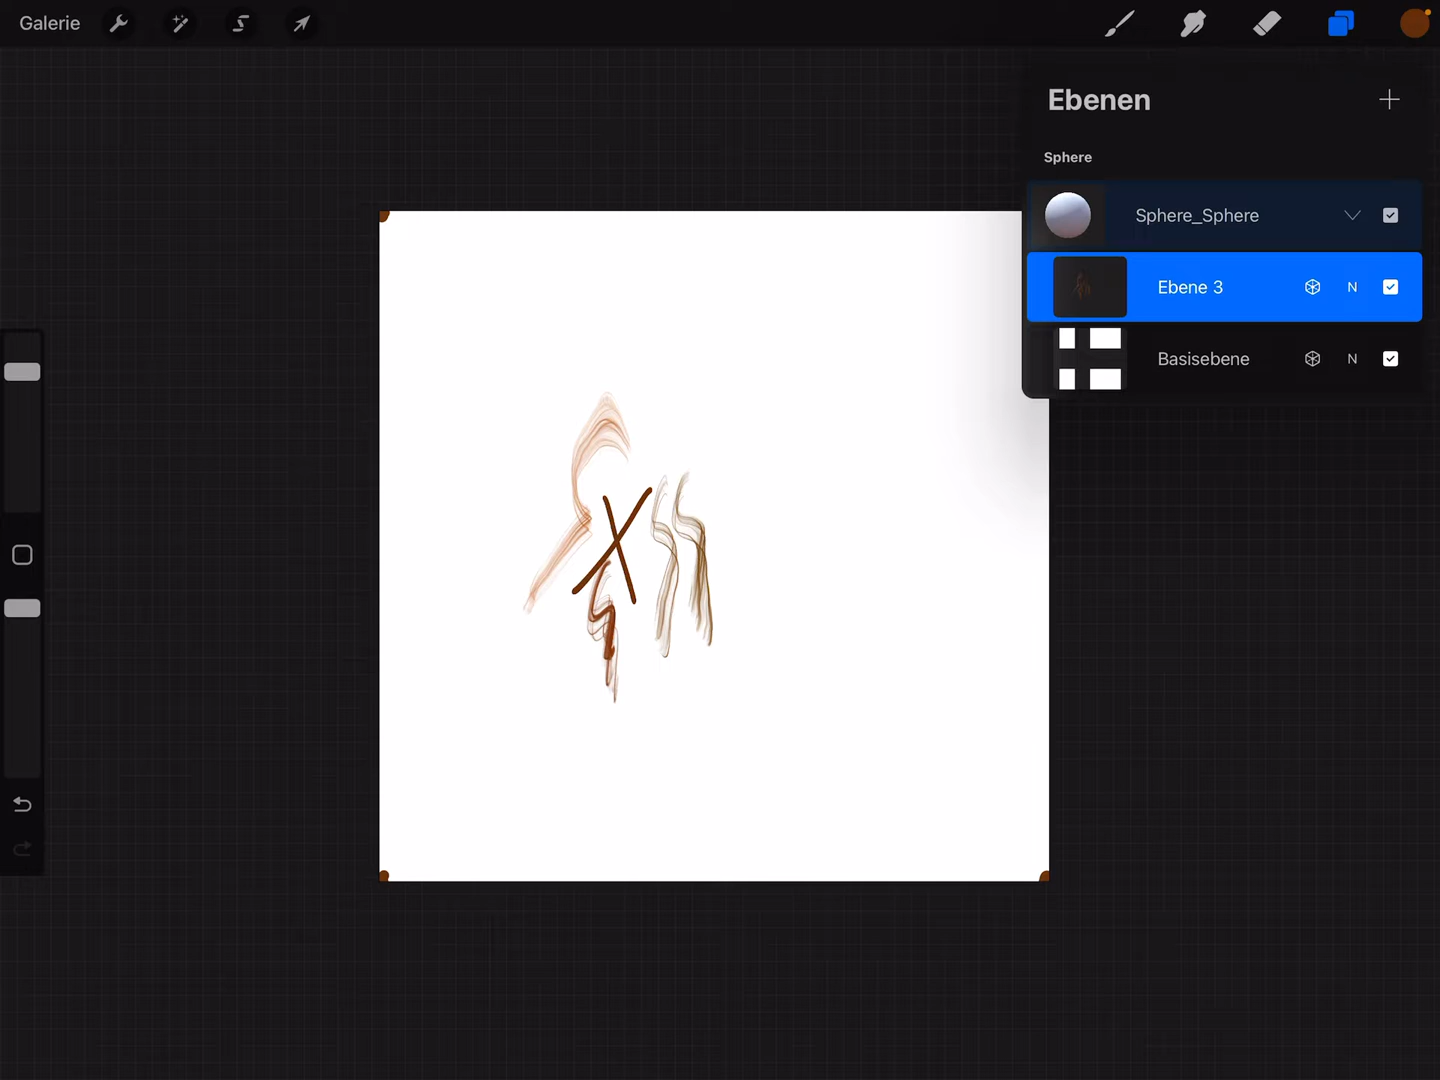 Galerie
Ebenen
Sphere
Sphere_Sphere
Ebene 3 N
Basisebene N